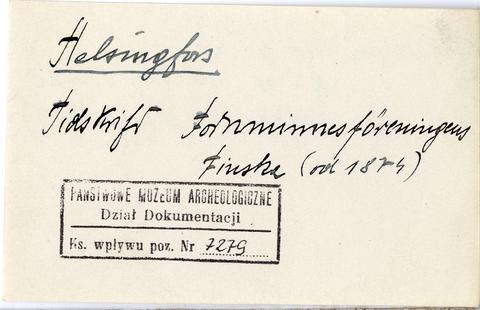 Helsingfors
Tidskrift Fornminnesföreningens
Finska (od 1874)
PAŃSTWOWE MUZEUM ARCHEOLOGICZNE
Dział Dokumentacji
Ks. wpływu poz. Nr 7279